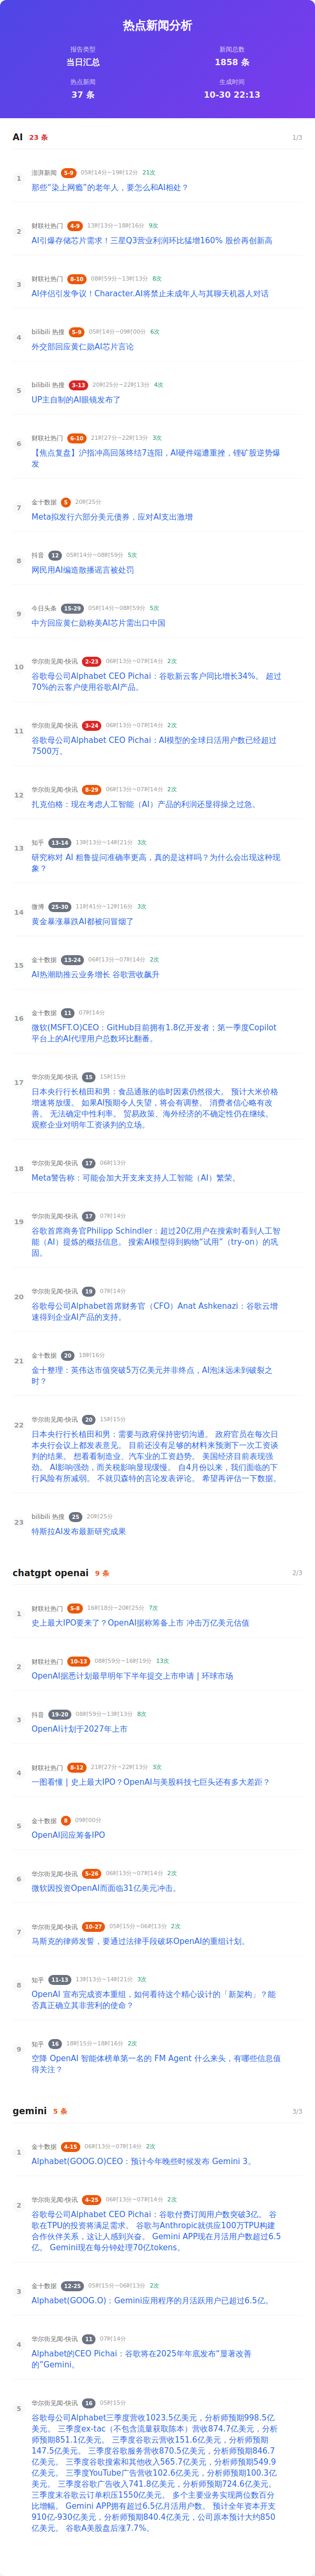 热点新闻分析
报告类型
当日汇总
新闻总数
1858 条
热点新闻
37 条
生成时间
10-30 22:13
AI 23 条 1/3
1
澎湃新闻 5-9 05时14分~19时12分 21次
那些“染上网瘾”的老年人，要怎么和AI相处？
2
财联社热门 4-9 13时13分~18时16分 9次
AI引爆存储芯片需求！三星Q3营业利润环比猛增160% 股价再创新高
3
财联社热门 8-10 08时59分~13时13分 8次
AI伴侣引发争议！Character.AI将禁止未成年人与其聊天机器人对话
4
bilibili 热搜 5-9 05时14分~09时00分 6次
外交部回应黄仁勋AI芯片言论
5
bilibili 热搜 3-13 20时25分~22时13分 4次
UP主自制的AI眼镜发布了
6
财联社热门 6-10 21时27分~22时13分 3次
【焦点复盘】沪指冲高回落终结7连阳，AI硬件端遭重挫，锂矿股逆势爆
发
7
金十数据 5 20时25分
Meta拟发行六部分美元债券，应对AI支出激增
8
抖音 12 05时14分~08时59分 5次
网民用AI编造散播谣言被处罚
9
今日头条 15-29 05时14分~08时59分 5次
中方回应黄仁勋称美AI芯片需出口中国
10
华尔街见闻-快讯 2-23 06时13分~07时14分 2次
谷歌母公司Alphabet CEO Pichai：谷歌新云客户同比增长34%。 超过
70%的云客户使用谷歌AI产品。
11
华尔街见闻-快讯 3-24 06时13分~07时14分 2次
谷歌母公司Alphabet CEO Pichai：AI模型的全球日活用户数已经超过
7500万。
12
华尔街见闻-快讯 8-29 06时13分~07时14分 2次
扎克伯格：现在考虑人工智能（AI）产品的利润还显得操之过急。
13
知乎 13-14 13时13分~14时21分 3次
研究称对 AI 粗鲁提问准确率更高，真的是这样吗？为什么会出现这种现
象？
14
微博 25-30 11时41分~12时16分 3次
黄金暴涨暴跌AI都被问冒烟了
15
金十数据 13-24 06时13分~07时14分 2次
AI热潮助推云业务增长 谷歌营收飙升
16
金十数据 11 07时14分
微软(MSFT.O)CEO：GitHub目前拥有1.8亿开发者；第一季度Copilot
平台上的AI代理用户总数环比翻番。
17
华尔街见闻-快讯 15 15时15分
日本央行行长植田和男：食品通胀的临时因素仍然很大。 预计大米价格
增速将放缓。 如果AI预期令人失望，将会有调整。 消费者信心略有改
善。 无法确定中性利率。 贸易政策、海外经济的不确定性仍在继续。
观察企业对明年工资谈判的立场。
18
华尔街见闻-快讯 17 06时13分
Meta警告称：可能会加大开支来支持人工智能（AI）繁荣。
19
华尔街见闻-快讯 17 07时14分
谷歌首席商务官Philipp Schindler：超过20亿用户在搜索时看到人工智
能（AI）提炼的概括信息。 搜索AI模型得到购物“试用”（try-on）的巩
固。
20
华尔街见闻-快讯 19 07时14分
谷歌母公司Alphabet首席财务官（CFO）Anat Ashkenazi：谷歌云增
速得到企业AI产品的支持。
21
金十数据 20 18时16分
金十整理：英伟达市值突破5万亿美元并非终点，AI泡沫远未到破裂之
时？
22
华尔街见闻-快讯 20 15时15分
日本央行行长植田和男：需要与政府保持密切沟通。 政府官员在每次日
本央行会议上都发表意见。 目前还没有足够的材料来预测下一次工资谈
判的结果。 想看看制造业、汽车业的工资趋势。 美国经济目前表现强
劲。 AI影响强劲，而关税影响显现缓慢。 自4月份以来，我们面临的下
行风险有所减弱。 不就贝森特的言论发表评论。 希望再评估一下数据。
23
bilibili 热搜 25 20时25分
特斯拉AI发布最新研究成果
chatgpt openai 9 条 2/3
1
财联社热门 5-8 16时18分~20时25分 7次
史上最大IPO要来了？OpenAI据称筹备上市 冲击万亿美元估值
2
财联社热门 10-13 08时59分~16时19分 13次
OpenAI据悉计划最早明年下半年提交上市申请 | 环球市场
3
抖音 19-20 08时59分~13时13分 8次
OpenAI计划于2027年上市
4
财联社热门 8-12 21时27分~22时13分 3次
一图看懂 | 史上最大IPO？OpenAI与美股科技七巨头还有多大差距？
5
金十数据 8 09时00分
OpenAI回应筹备IPO
6
华尔街见闻-快讯 5-26 06时13分~07时14分 2次
微软因投资OpenAI而面临31亿美元冲击。
7
华尔街见闻-快讯 10-27 05时15分~06时13分 2次
马斯克的律师发誓，要通过法律手段破坏OpenAI的重组计划。
8
知乎 11-13 13时13分~14时21分 3次
OpenAI 宣布完成资本重组，如何看待这个精心设计的「新架构」？能
否真正确立其非营利的使命？
9
知乎 16 18时15分~18时16分 2次
空降 OpenAI 智能体榜单第一名的 FM Agent 什么来头，有哪些信息值
得关注？
gemini 5 条 3/3
1
金十数据 4-15 06时13分~07时14分 2次
Alphabet(GOOG.O)CEO：预计今年晚些时候发布 Gemini 3。
2
华尔街见闻-快讯 4-25 06时13分~07时14分 2次
谷歌母公司Alphabet CEO Pichai：谷歌付费订阅用户数突破3亿。 谷
歌在TPU的投资将满足需求。 谷歌与Anthropic就供应100万TPU构建
合作伙伴关系，这让人感到兴奋。 Gemini APP现在月活用户数超过6.5
亿。 Gemini现在每分钟处理70亿tokens。
3
金十数据 12-25 05时15分~06时13分 2次
Alphabet(GOOG.O)：Gemini应用程序的月活跃用户已超过6.5亿。
4
华尔街见闻-快讯 11 07时14分
Alphabet的CEO Pichai：谷歌将在2025年年底发布“显著改善
的”Gemini。
5
华尔街见闻-快讯 16 05时15分
谷歌母公司Alphabet三季度营收1023.5亿美元，分析师预期998.5亿
美元。 三季度ex-tac（不包含流量获取陈本）营收874.7亿美元，分析
师预期851.1亿美元。 三季度谷歌云营收151.6亿美元，分析师预期
147.5亿美元。 三季度谷歌服务营收870.5亿美元，分析师预期846.7
亿美元。 三季度谷歌搜索和其他收入565.7亿美元，分析师预期549.9
亿美元。 三季度YouTube广告营收102.6亿美元，分析师预期100.3亿
美元。 三季度谷歌广告收入741.8亿美元，分析师预期724.6亿美元。
三季度末谷歌云订单积压1550亿美元。 多个主要业务实现两位数百分
比增幅。 Gemini APP拥有超过6.5亿月活用户数。 预计全年资本开支
910亿-930亿美元，分析师预期840.4亿美元，公司原本预计大约850
亿美元。 谷歌A美股盘后涨7.7%。